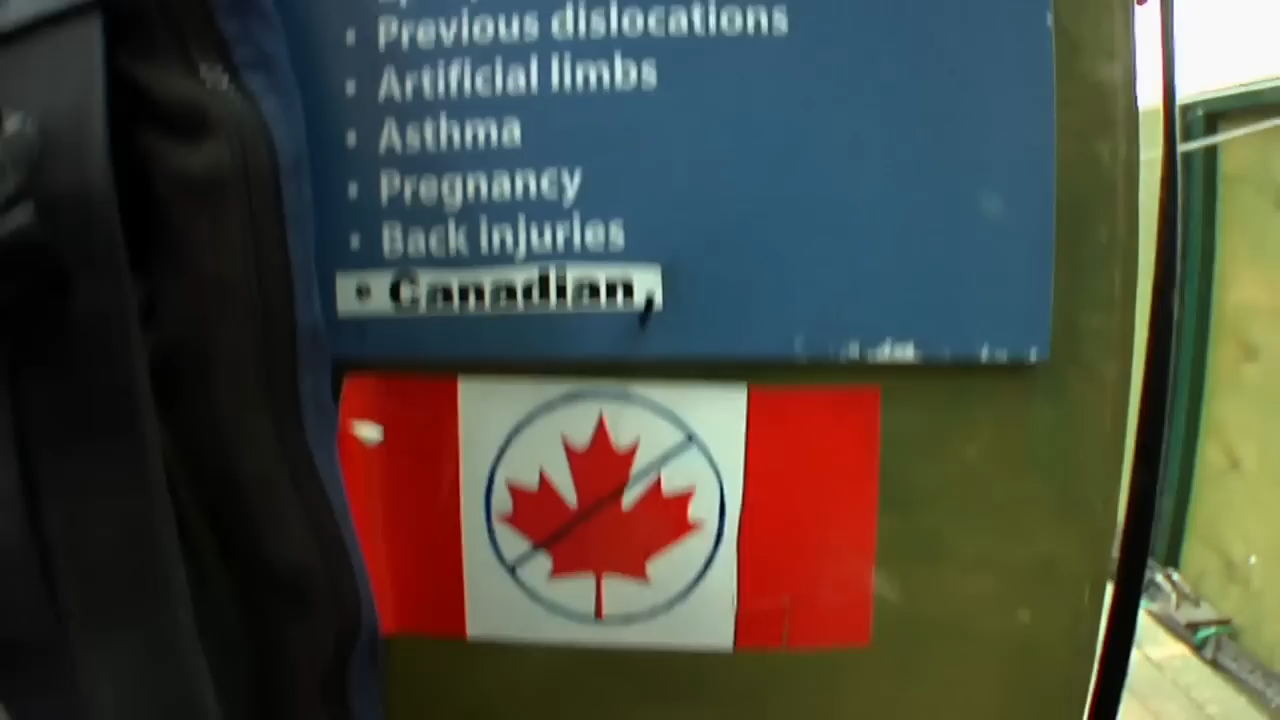 • Previous dislocations
• Artificial limbs
• Asthma
• Pregnancy
• Back injuries
• Canadian,